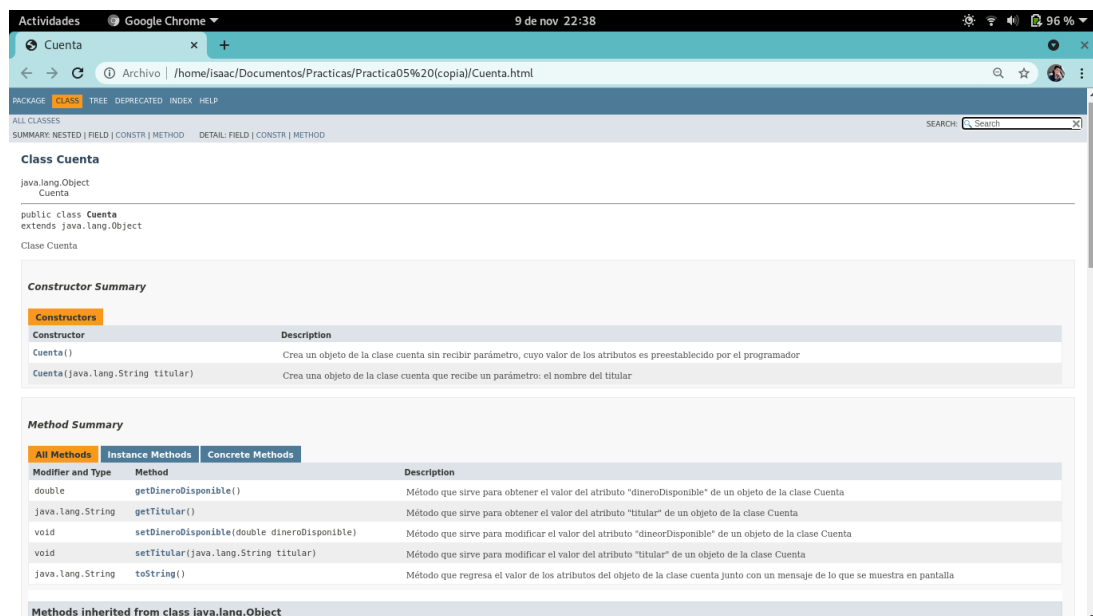 Actividades Google Chrome 9 de nov 22:38 96 %
Cuenta
Archivo | /home/isaac/Documentos/Practicas/Practica05%20(copia)/Cuenta.html
PACKAGE CLASS TREE DEPRECATED INDEX HELP
ALL CLASSES
SEARCH: Search
SUMMARY: NESTED | FIELD | CONSTR | METHOD DETAIL: FIELD | CONSTR | METHOD
Class Cuenta
java.lang.Object
Cuenta
public class Cuenta
extends java.lang.Object
Clase Cuenta
Constructor Summary
Constructors
Constructor Description
Cuenta() Crea un objeto de la clase cuenta sin recibir parámetro, cuyo valor de los atributos es preestablecido por el programador
Cuenta(java.lang.String titular) Crea una objeto de la clase cuenta que recibe un parámetro: el nombre del titular
Method Summary
All Methods Instance Methods Concrete Methods
Modifier and Type Method Description
double getDineroDisponible() Método que sirve para obtener el valor del atributo "dineroDisponible" de un objeto de la clase Cuenta
java.lang.String getTitular() Método que sirve para obtener el valor del atributo "titular" de un objeto de la clase Cuenta
void setDineroDisponible(double dineroDisponible) Método que sirve para modificar el valor del atributo "dineorDisponible" de un objeto de la clase Cuenta
void setTitular(java.lang.String titular) Método que sirve para modificar el valor del atributo "titular" de un objeto de la clase Cuenta
java.lang.String toString() Método que regresa el valor de los atributos del objeto de la clase cuenta junto con un mensaje de lo que se muestra en pantalla
Methods inherited from class java.lang.Object